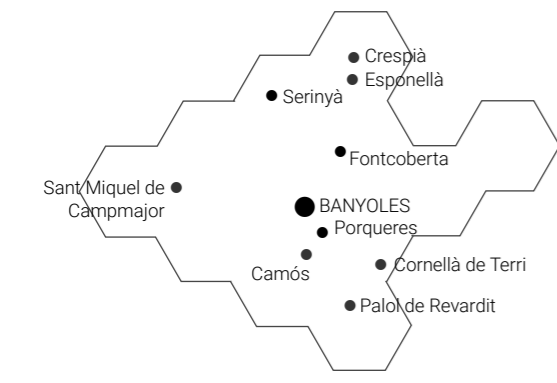 Crespià
Esponellà
Serinyà
Fontcoberta
Sant Miquel de
Campmajor
BANYOLES
Porqueres
Camós
Cornellà de Terri
Palol de Revardit